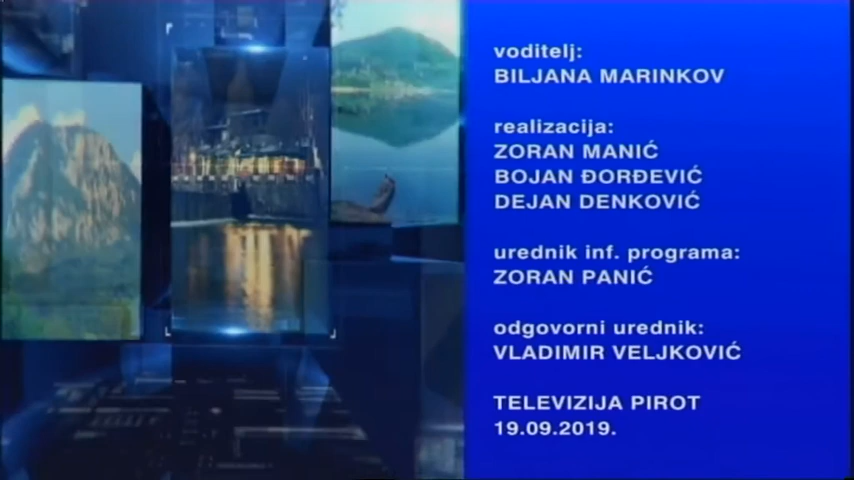 voditelj:
BILJANA MARINKOV
realizacija:
ZORAN MANIĆ
BOJAN ĐORĐEVIĆ
DEJAN DENKOVIĆ
urednik inf. programa:
ZORAN PANIĆ
odgovorni urednik:
VLADIMIR VELJKOVIĆ
TELEVIZIJA PIROT
19.09.2019.